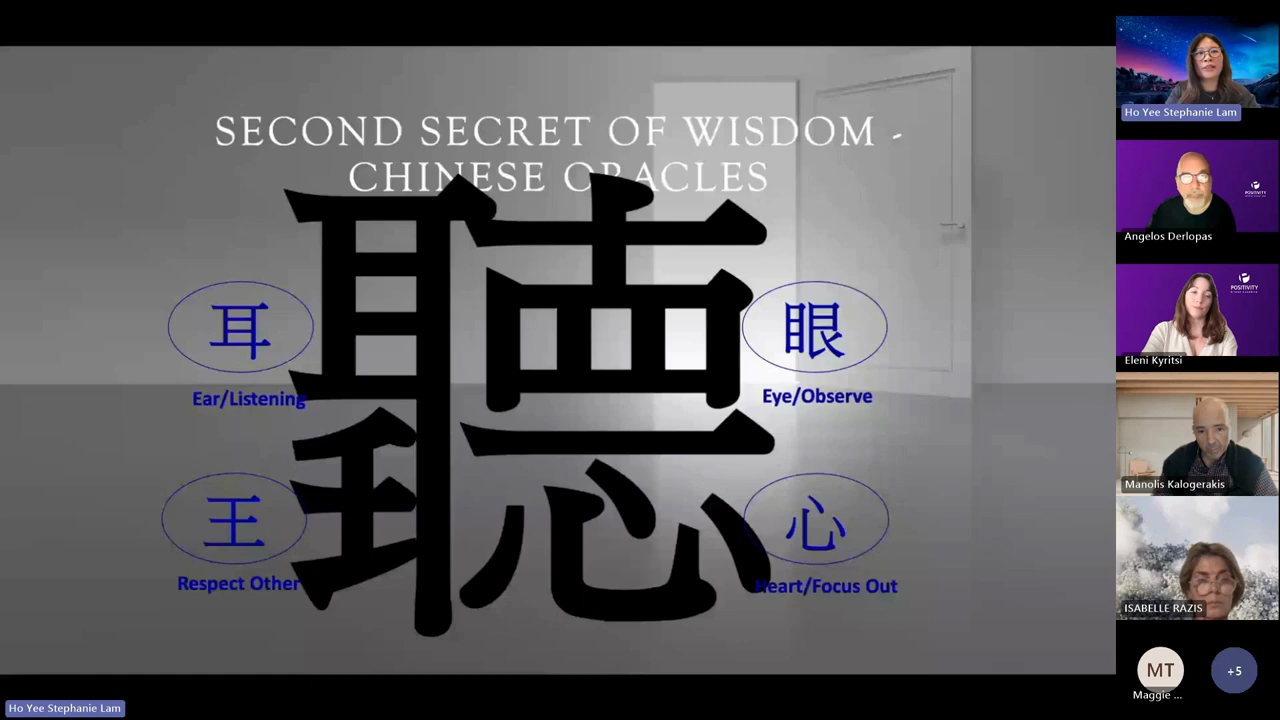 SECOND SECRET OF WISDOM -
CHINESE ORACLES
聽
耳
Ear/Listening
眼
Eye/Observe
王
Respect Other
心
Heart/Focus Out
Ho Yee Stephanie Lam
Ho Yee Stephanie Lam
Angelos Derlopas
POSITIVITY
Eleni Kyritsi
POSITIVITY
Manolis Kalogerakis
ISABELLE RAZIS
MT
Maggie ...
+5